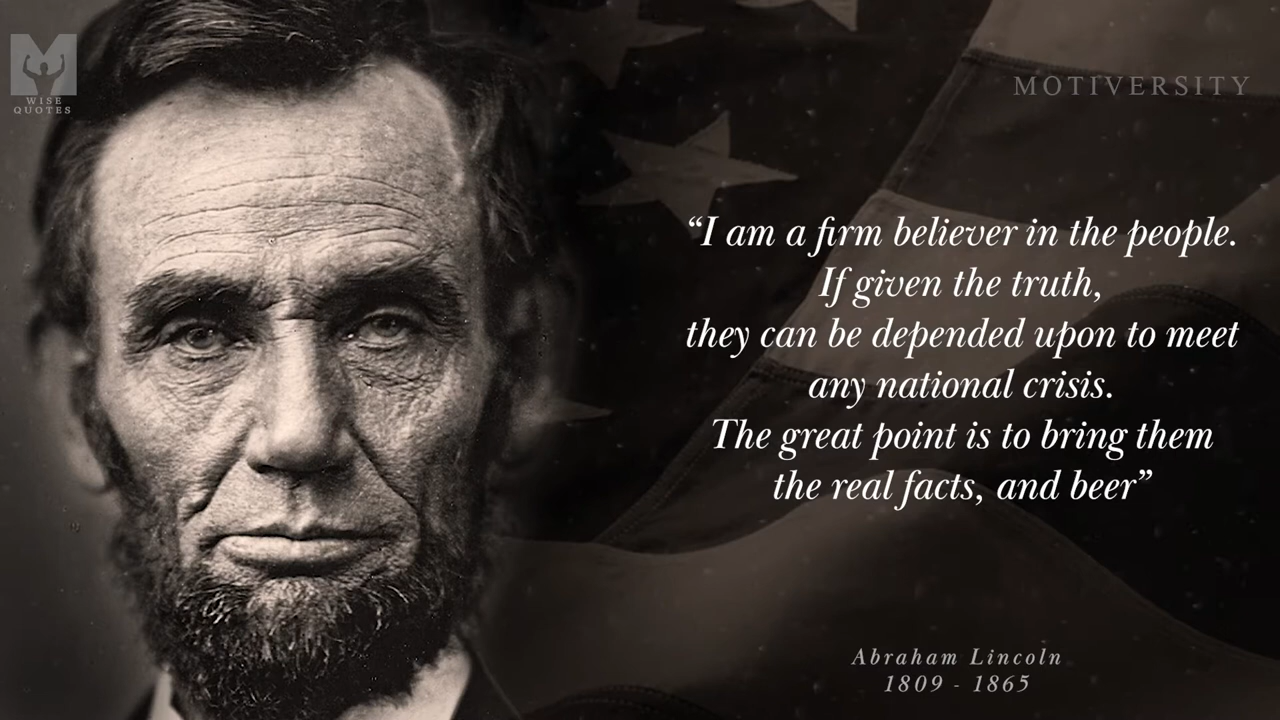 WISE
QUOTES
MOTIVERSITY
“I am a firm believer in the people.
If given the truth,
they can be depended upon to meet
any national crisis.
The great point is to bring them
the real facts, and beer”
Abraham Lincoln
1809 - 1865